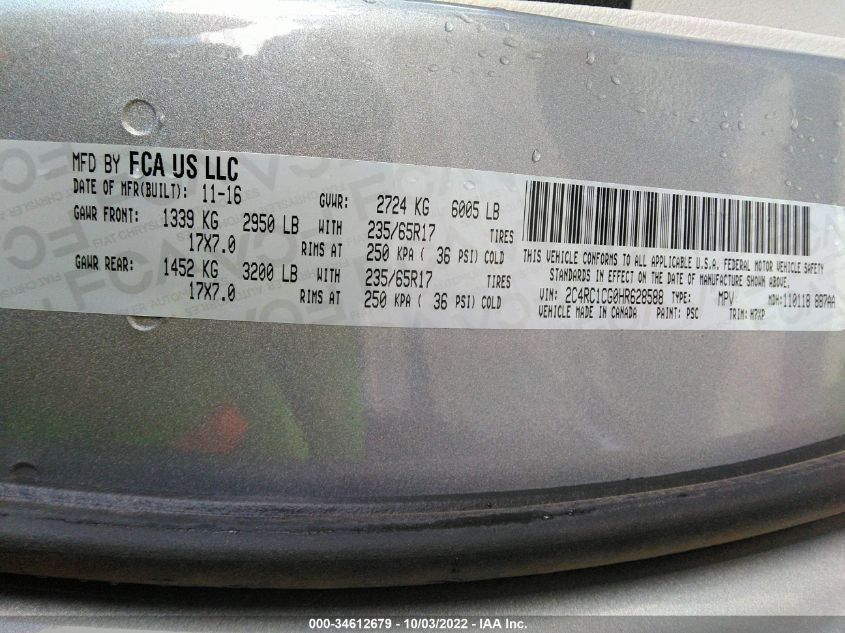 MFD BY FCA US LLC
DATE OF MFR(BUILT): 11-16 GVWR: 2724 KG 6005 LB
GAWR FRONT: 1339 KG 2950 LB WITH 235/65R17 TIRES
17X7.0 RIMS AT 250 KPA ( 36 PSI) COLD
GAWR REAR: 1452 KG 3200 LB WITH 235/65R17 TIRES
17X7.0 RIMS AT 250 KPA ( 36 PSI) COLD
THIS VEHICLE CONFORMS TO ALL APPLICABLE U.S.A. FEDERAL MOTOR VEHICLE SAFETY
STANDARDS IN EFFECT ON THE DATE OF MANUFACTURE SHOWN ABOVE.
VIN: 2C4RC1CG0HR628588 TYPE: MPV MDH: 110118 887AA
VEHICLE MADE IN CANADA PAINT: PSC TRIM: H7XP
000-34612679 - 10/03/2022 - IAA Inc.